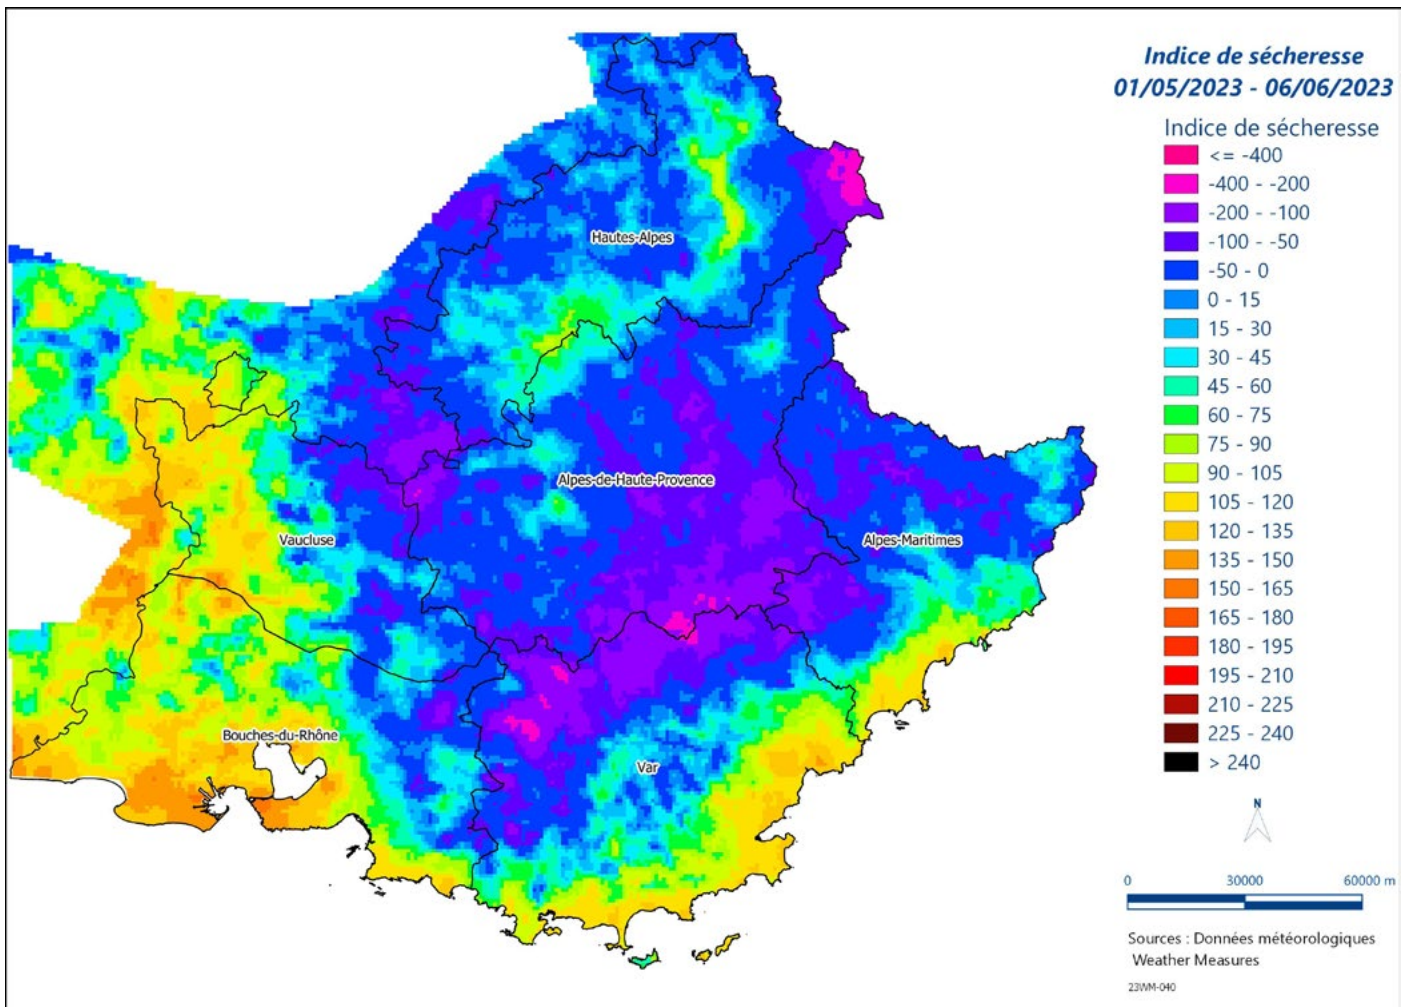 Indice de sécheresse
01/05/2023 - 06/06/2023
Indice de sécheresse
<= -400
-400 - -200
-200 - -100
-100 - -50
-50 - 0
0 - 15
15 - 30
30 - 45
45 - 60
60 - 75
75 - 90
90 - 105
105 - 120
120 - 135
135 - 150
150 - 165
165 - 180
180 - 195
195 - 210
210 - 225
225 - 240
> 240
Hautes-Alpes
Alpes-de-Haute-Provence
Vaucluse
Alpes-Maritimes
Bouches-du-Rhône
Var
N
0 30000 60000 m
Sources : Données météorologiques
Weather Measures
23WM-040